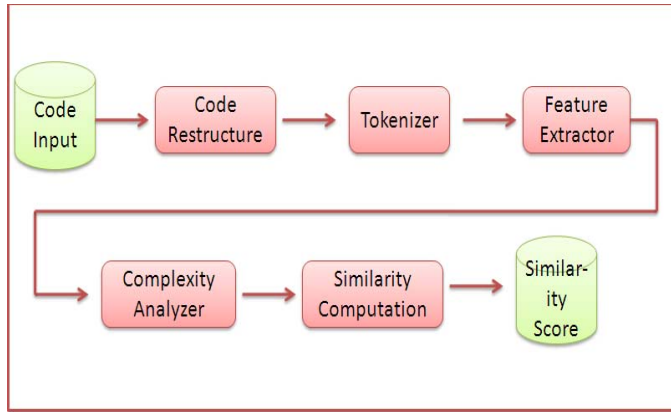 Code
Input
Code
Restructure
Tokenizer
Feature
Extractor
Complexity
Analyzer
Similarity
Computation
Similar-
ity
Score